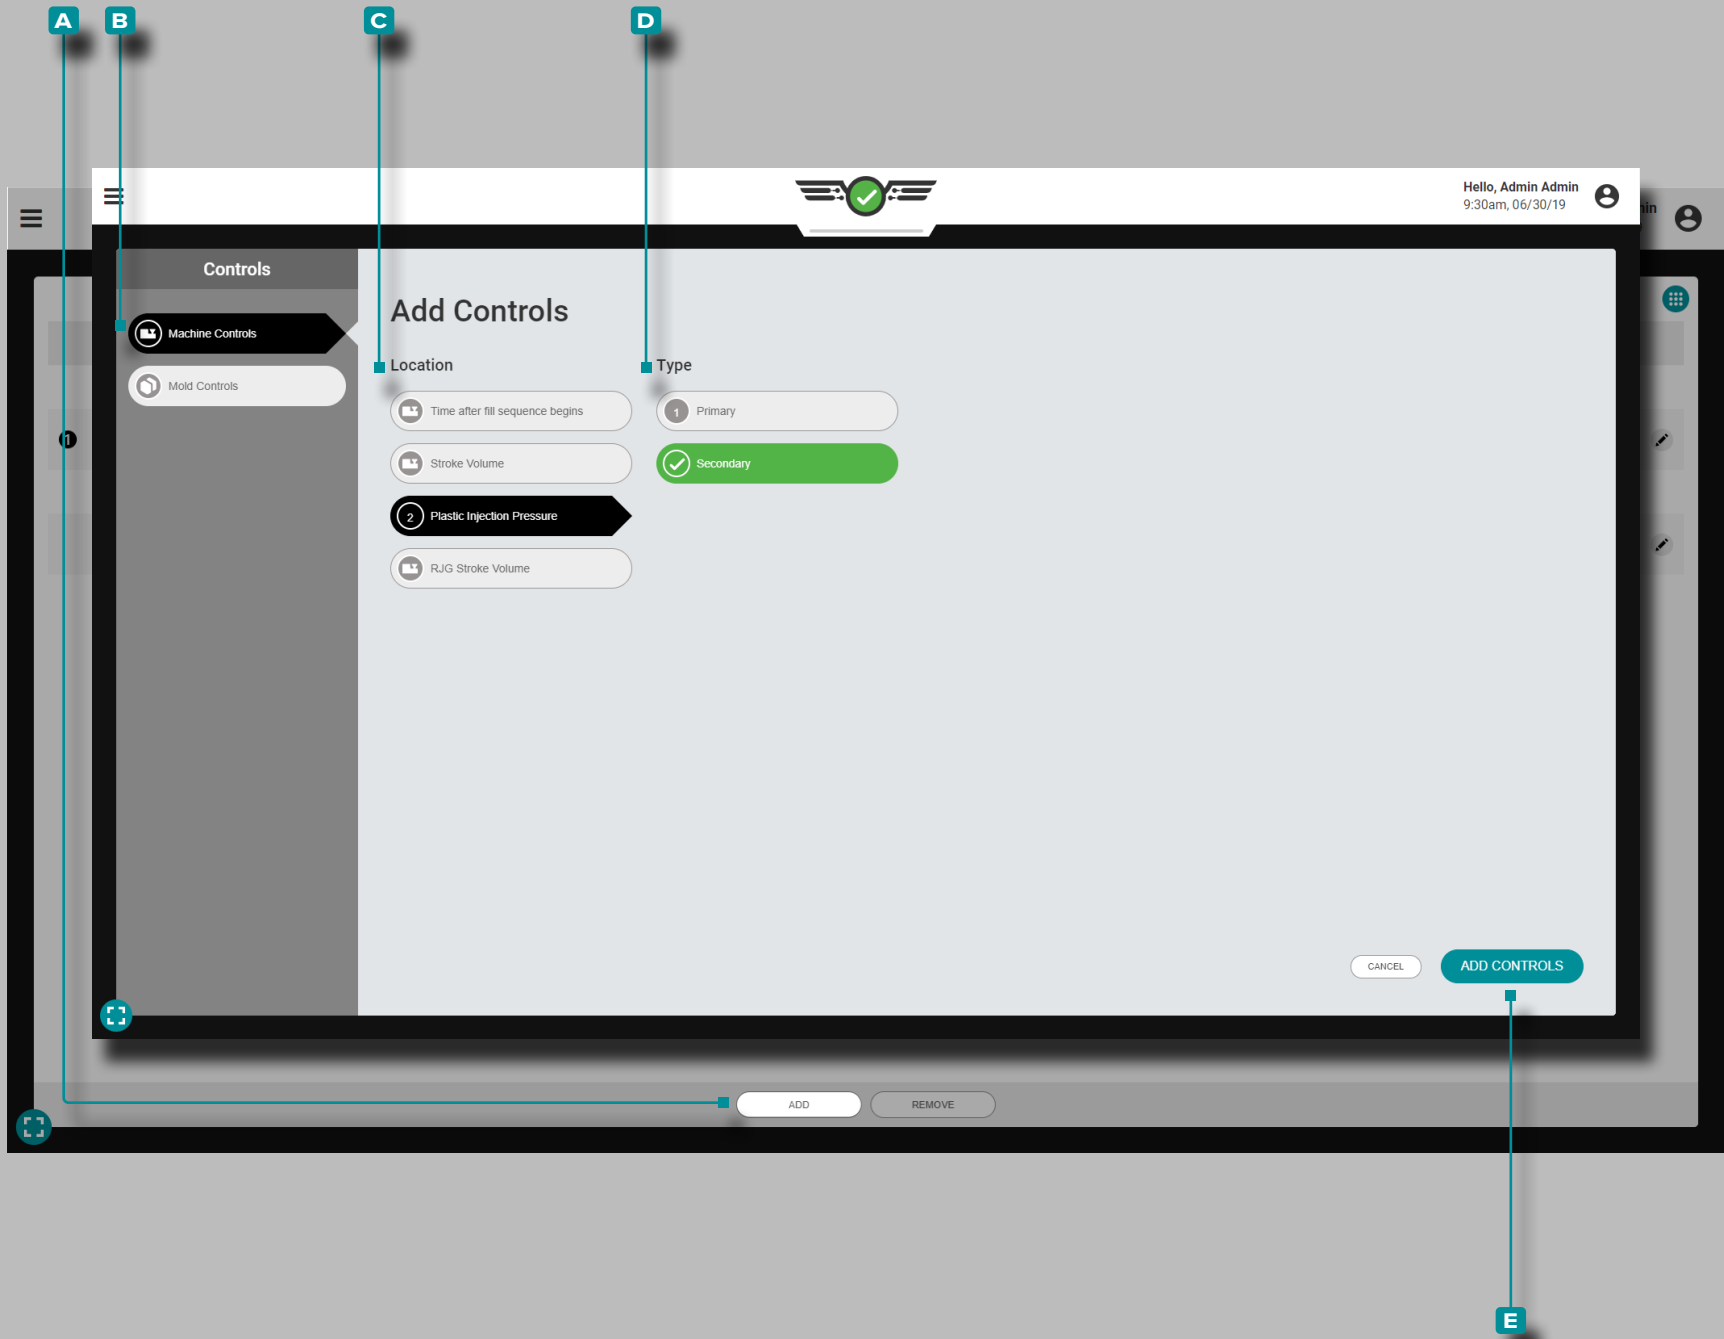 A B C D
Hello, Admin Admin
9:30am, 06/30/19
Controls
Machine Controls
Mold Controls
Add Controls
Location
Time after fill sequence begins
Stroke Volume
2 Plastic Injection Pressure
RJG Stroke Volume
Type
1 Primary
Secondary
1
CANCEL
ADD CONTROLS
ADD
REMOVE
E